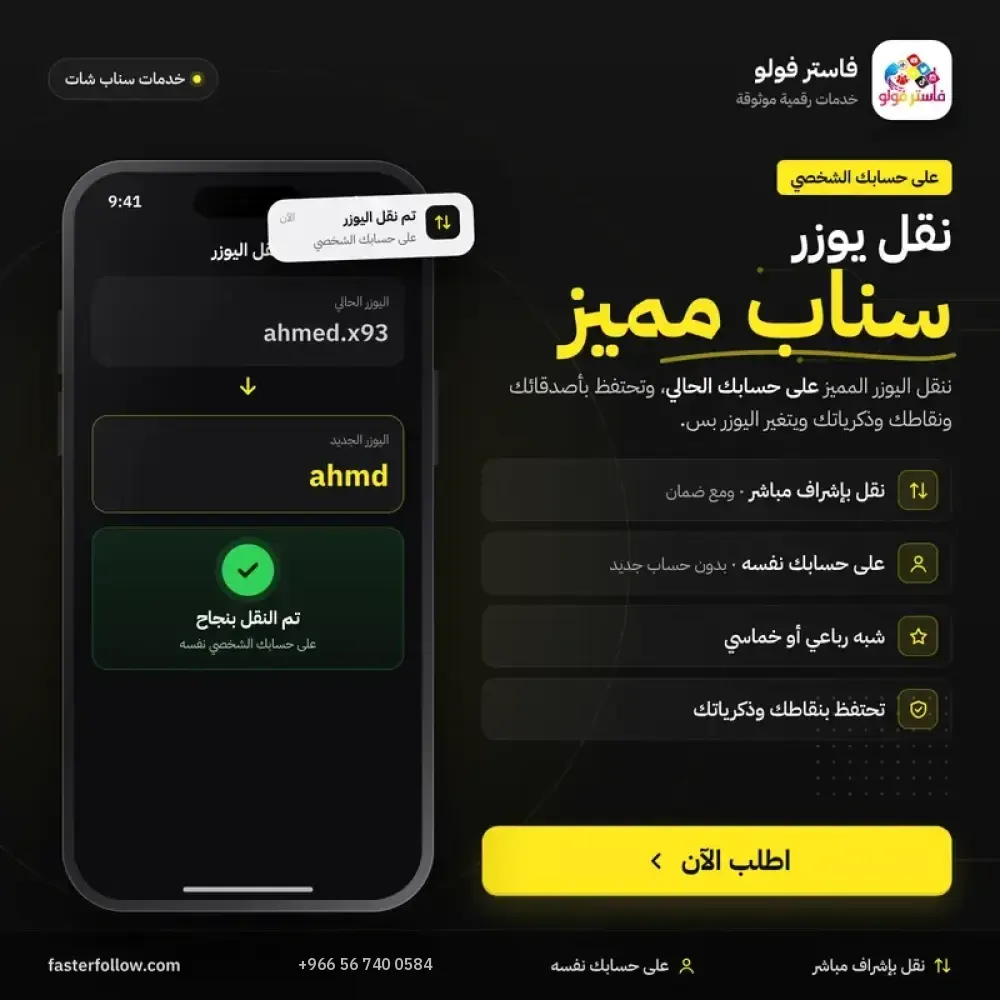 فاستر فولو
فاستر فولو
خدمات رقمية موثوقة
خدمات سناب شات
على حسابك الشخصي
نقل يوزر
سناب مميز
ننقل اليوزر المميز على حسابك الحالي، وتحتفظ بأصدقائك
ونقاطك وذكرياتك ويتغير اليوزر بس.
نقل بإشراف مباشر · ومع ضمان
على حسابك نفسه · بدون حساب جديد
شبه رباعي أو خماسي
تحتفظ بنقاطك وذكرياتك
اطلب الآن
9:41
تم نقل اليوزر
الآن
على حسابك الشخصي
نقل اليوزر
اليوزر الحالي
ahmed.x93
اليوزر الجديد
ahmd
تم النقل بنجاح
على حسابك الشخصي نفسه
نقل بإشراف مباشر
على حسابك نفسه
+966 56 740 0584
fasterfollow.com